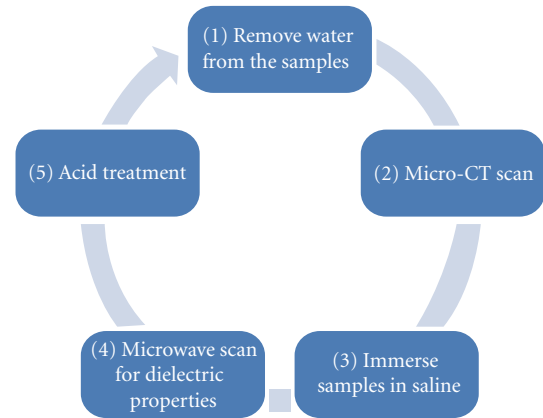 (1) Remove water
from the samples
(2) Micro-CT scan
(3) Immerse
samples in saline
(4) Microwave scan
for dielectric
properties
(5) Acid treatment